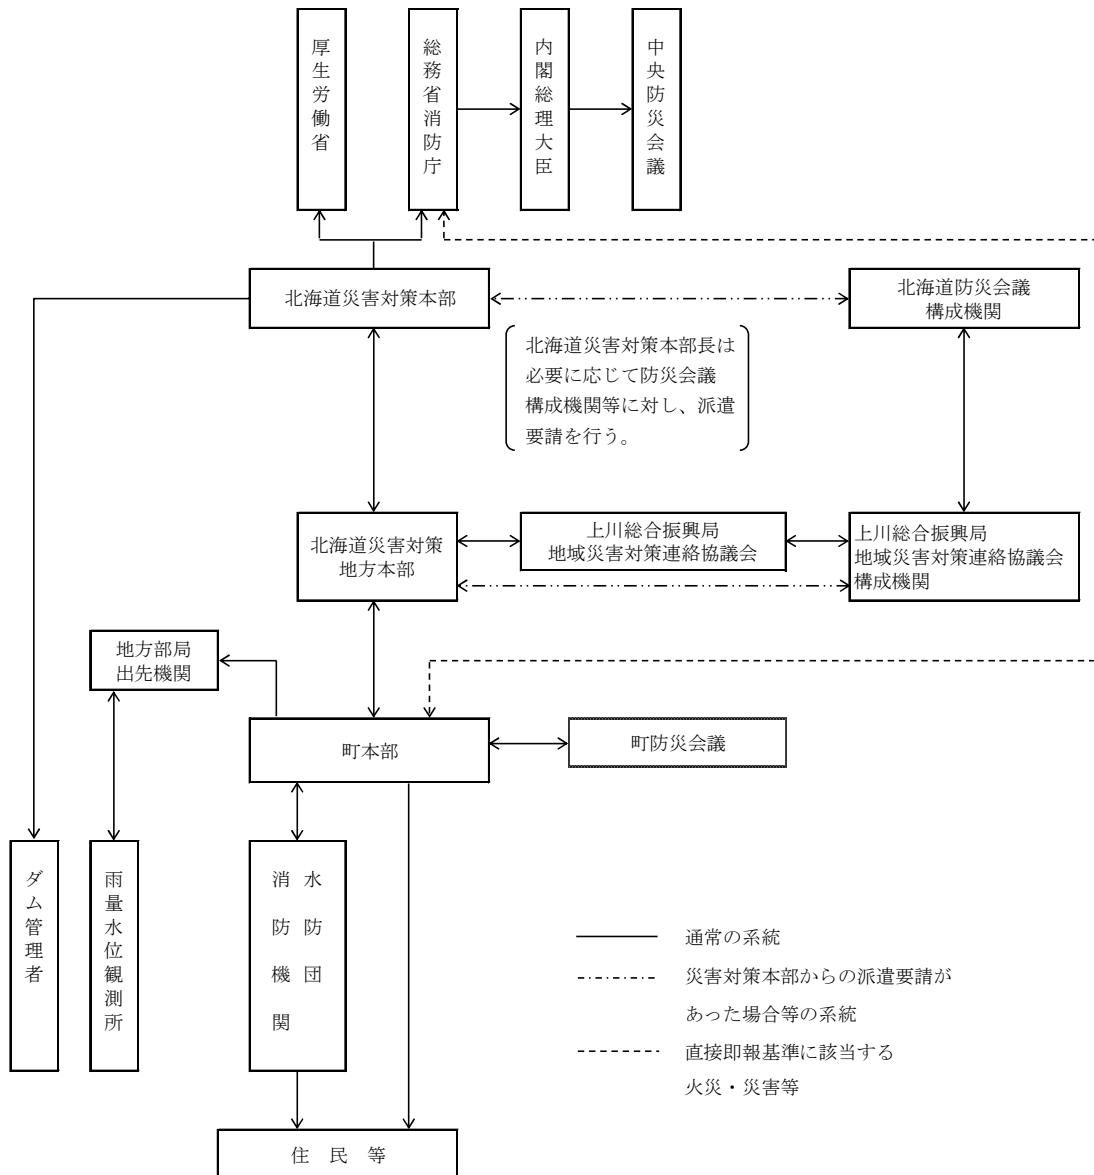 厚生労働省
総務省消防庁
内閣総理大臣
中央防災会議
北海道災害対策本部
北海道防災会議
構成機関
北海道災害対策本部長は
必要に応じて防災会議
構成機関等に対し、派遣
要請を行う。
北海道災害対策
地方本部
上川総合振興局
地域災害対策連絡協議会
上川総合振興局
地域災害対策連絡協議会
構成機関
地方部局
出先機関
町本部
町防災会議
ダム管理者
雨量水位観測所
水防団
消防機関
通常の系統
災害対策本部からの派遣要請が
あった場合等の系統
直接即報基準に該当する
火災・災害等
住民等